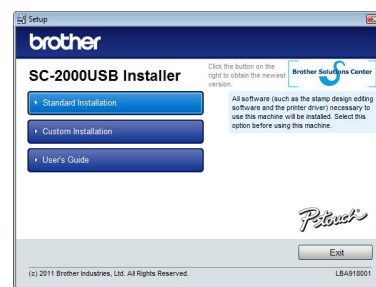 Setup
brother
SC-2000USB Installer
Click the button on the
right to obtain the newest
version.
Brother Solutions Center
Standard Installation
Custom Installation
User's Guide
All software (such as the stamp design editing
software and the printer driver) necessary to
use this machine will be installed. Select this
option before using this machine.
P-touch
Exit
(c) 2011 Brother Industries, Ltd. All Rights Reserved.
LBA918001